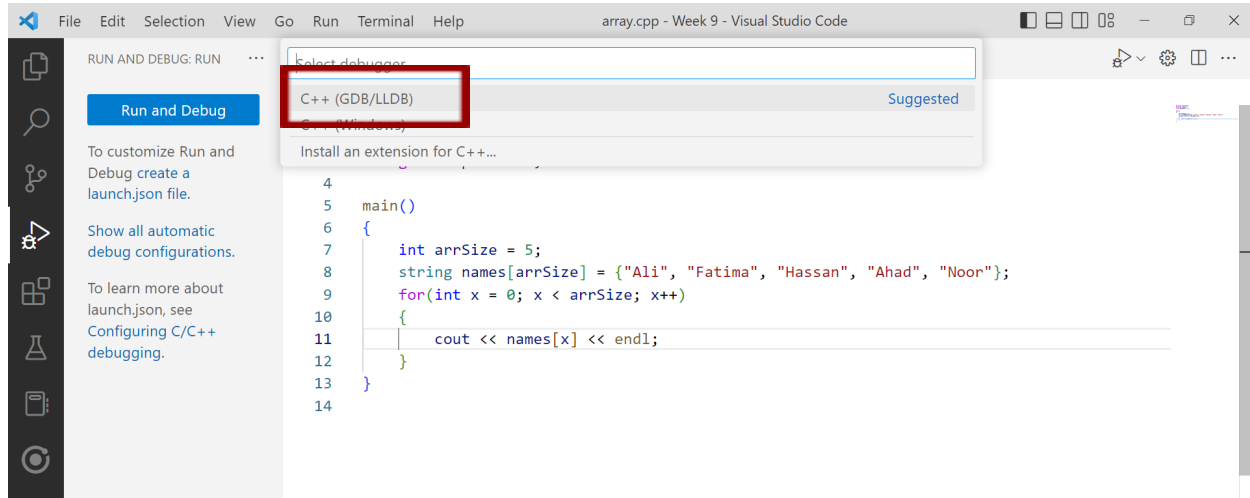 File Edit Selection View Go Run Terminal Help array.cpp - Week 9 - Visual Studio Code
RUN AND DEBUG: RUN ...
Run and Debug
To customize Run and
Debug create a
launch.json file.
Show all automatic
debug configurations.
To learn more about
launch.json, see
Configuring C/C++
debugging.
Select debugger
C++ (GDB/LLDB) Suggested
C++ (Windows)
Install an extension for C++...
4
5 main()
6 {
7 int arrSize = 5;
8 string names[arrSize] = {"Ali", "Fatima", "Hassan", "Ahad", "Noor"};
9 for(int x = 0; x < arrSize; x++)
10 {
11 cout << names[x] << endl;
12 }
13 }
14